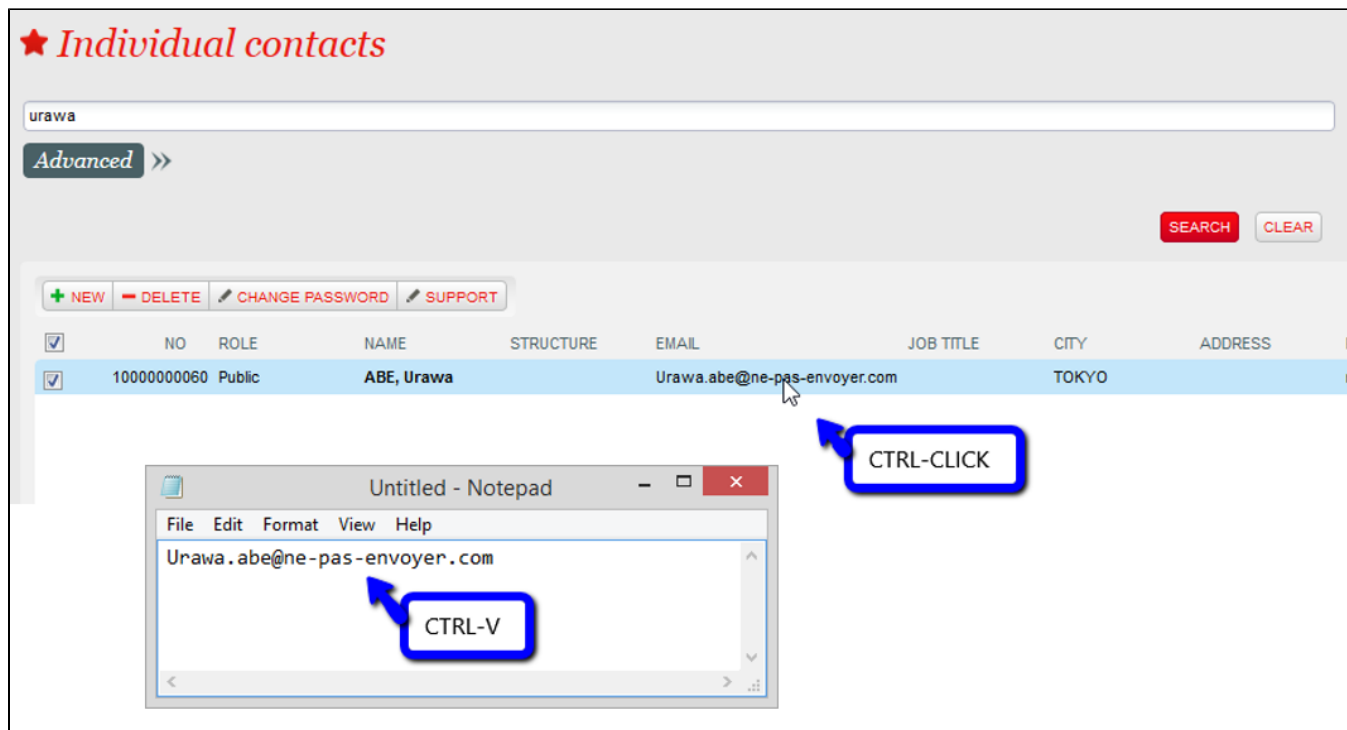 Individual contacts
urawa
Advanced »
SEARCH CLEAR
NEW DELETE CHANGE PASSWORD SUPPORT
NO ROLE NAME STRUCTURE EMAIL JOB TITLE CITY ADDRESS
10000000060 Public ABE, Urawa Urawa.abe@ne-pas-envoyer.com TOKYO
CTRL-CLICK
Untitled - Notepad
File Edit Format View Help
Urawa.abe@ne-pas-envoyer.com
CTRL-V